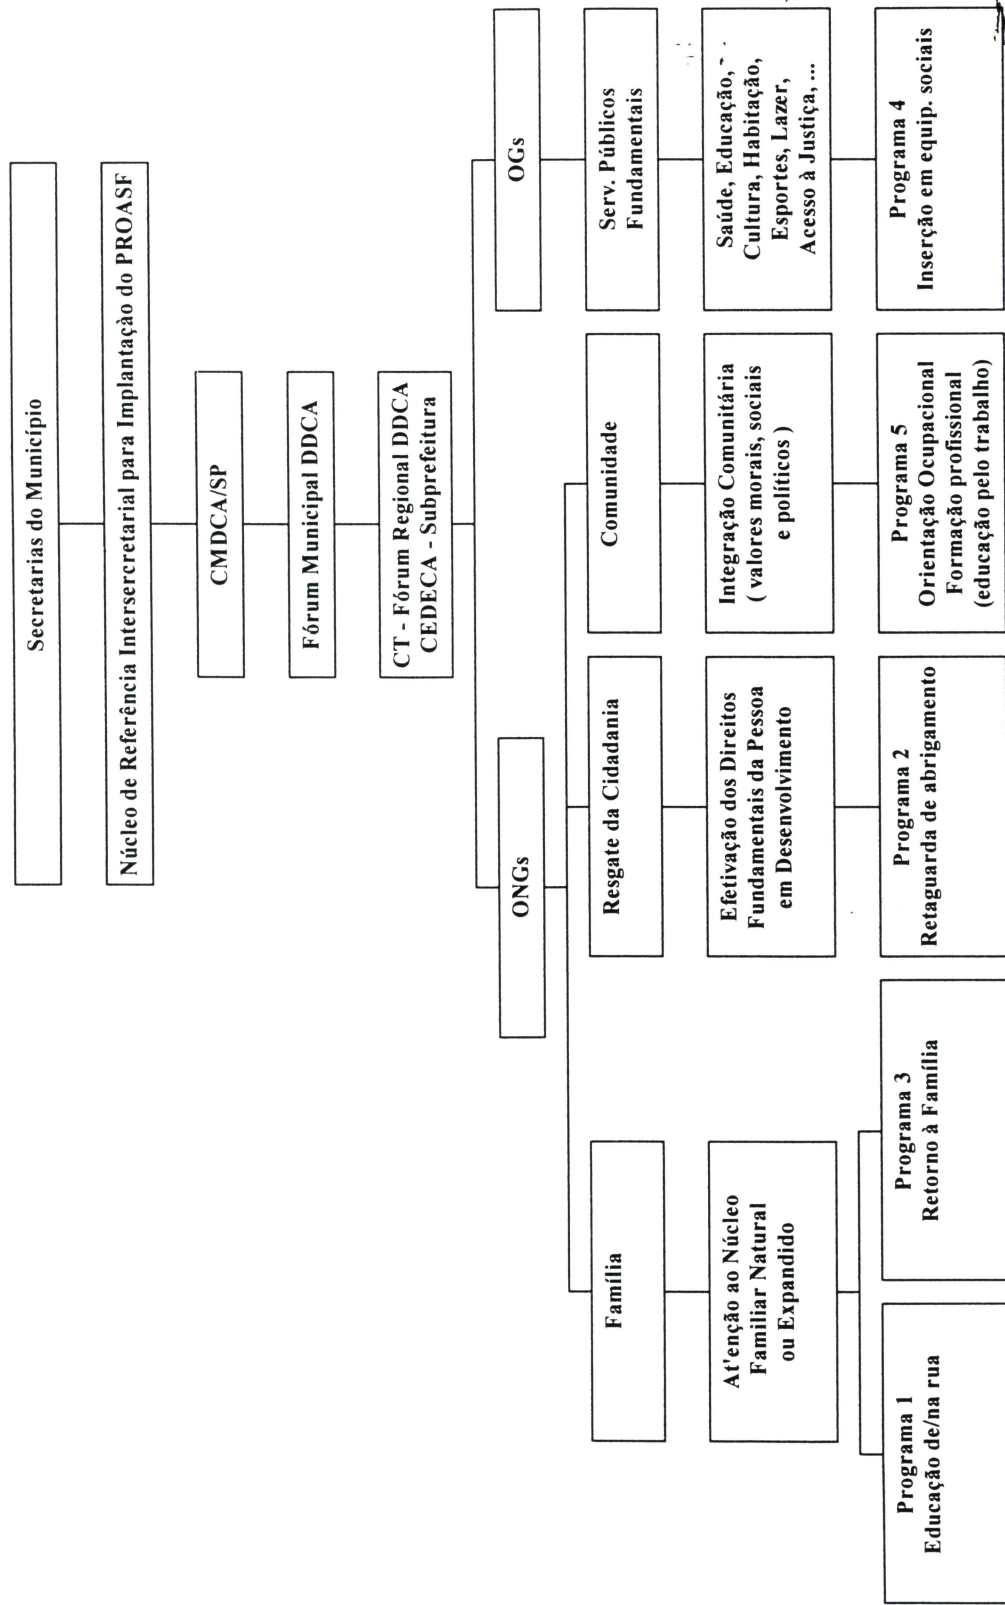 Secretarias do Município
Núcleo de Referência Intersercretarial para Implantação do PROASF
CMDCA/SP
Fórum Municipal DDCA
CT - Fórum Regional DDCA
CEDECA - Subprefeitura
ONGs
OGs
Família
Resgate da Cidadania
Comunidade
Serv. Públicos
Fundamentais
At'enção ao Núcleo
Familiar Natural
ou Expandido
Efetivação dos Direitos
Fundamentais da Pessoa
em Desenvolvimento
Integração Comunitária
( valores morais, sociais
e políticos )
Saúde, Educação,
Cultura, Habitação,
Esportes, Lazer,
Acesso à Justiça, ...
Programa 1
Educação de/na rua
Programa 3
Retorno à Família
Programa 2
Retaguarda de abrigamento
Programa 5
Orientação Ocupacional
Formação profissional
(educação pelo trabalho)
Programa 4
Inserção em equip. sociais